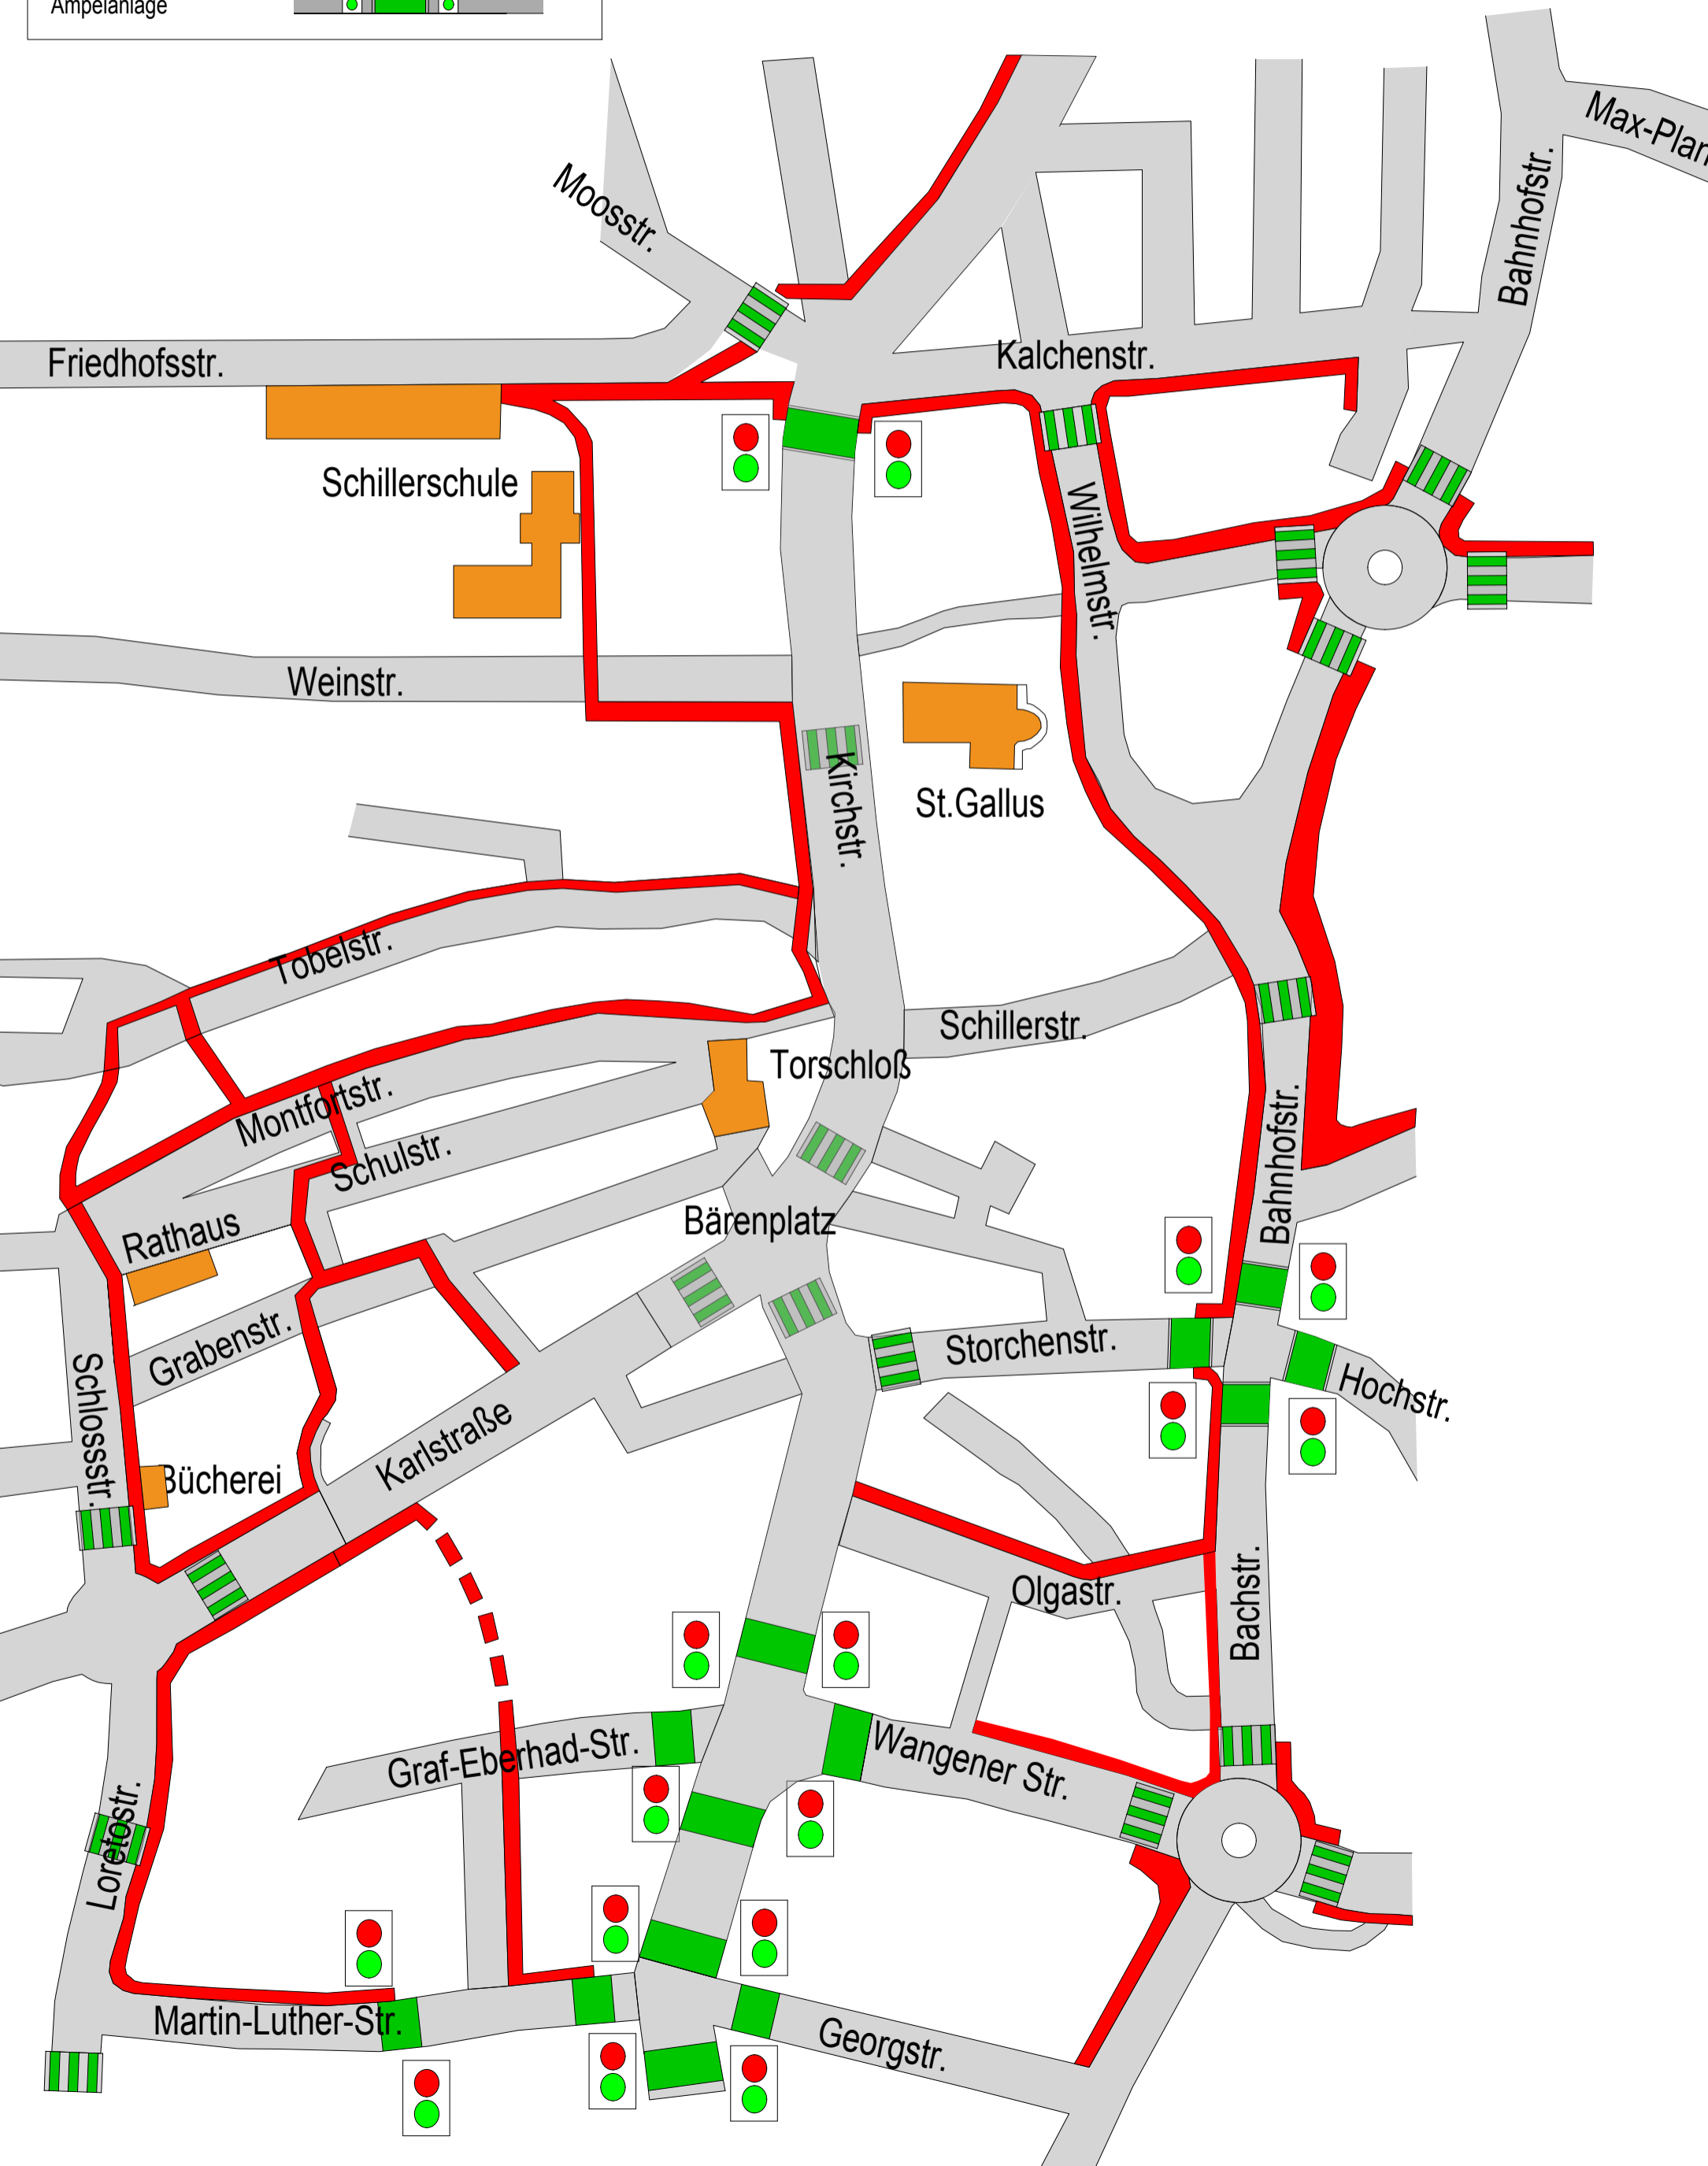 Ampelanlage
Max-Plan
Bahnhofstr.
Moosstr.
Friedhofsstr.
Kalchenstr.
Schillerschule
Wilhelmstr.
Weinstr.
St.Gallus
Kirchstr.
Tobelstr.
Schillerstr.
Torschloß
Montfortstr.
Schulstr.
Bahnhofstr.
Rathaus
Bärenplatz
Grabenstr.
Storchenstr.
Hochstr.
Schlossstr.
Karlstraße
Bücherei
Olgastr.
Bachstr.
Graf-Eberhad-Str.
Wangener Str.
Loretostr.
Martin-Luther-Str.
Georgstr.